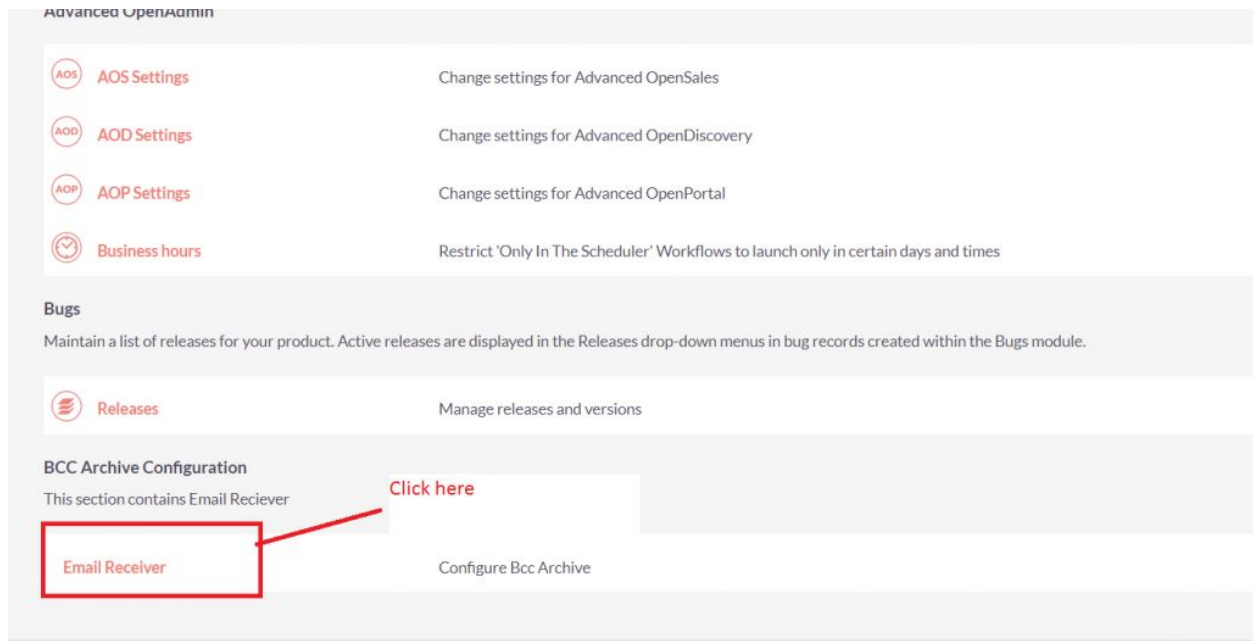 Advanced OpenAdmin
AOS AOS Settings Change settings for Advanced OpenSales
AOD AOD Settings Change settings for Advanced OpenDiscovery
AOP AOP Settings Change settings for Advanced OpenPortal
Business hours Restrict 'Only In The Scheduler' Workflows to launch only in certain days and times
Bugs
Maintain a list of releases for your product. Active releases are displayed in the Releases drop-down menus in bug records created within the Bugs module.
Releases Manage releases and versions
BCC Archive Configuration
Click here
This section contains Email Reciever
Email Receiver Configure Bcc Archive